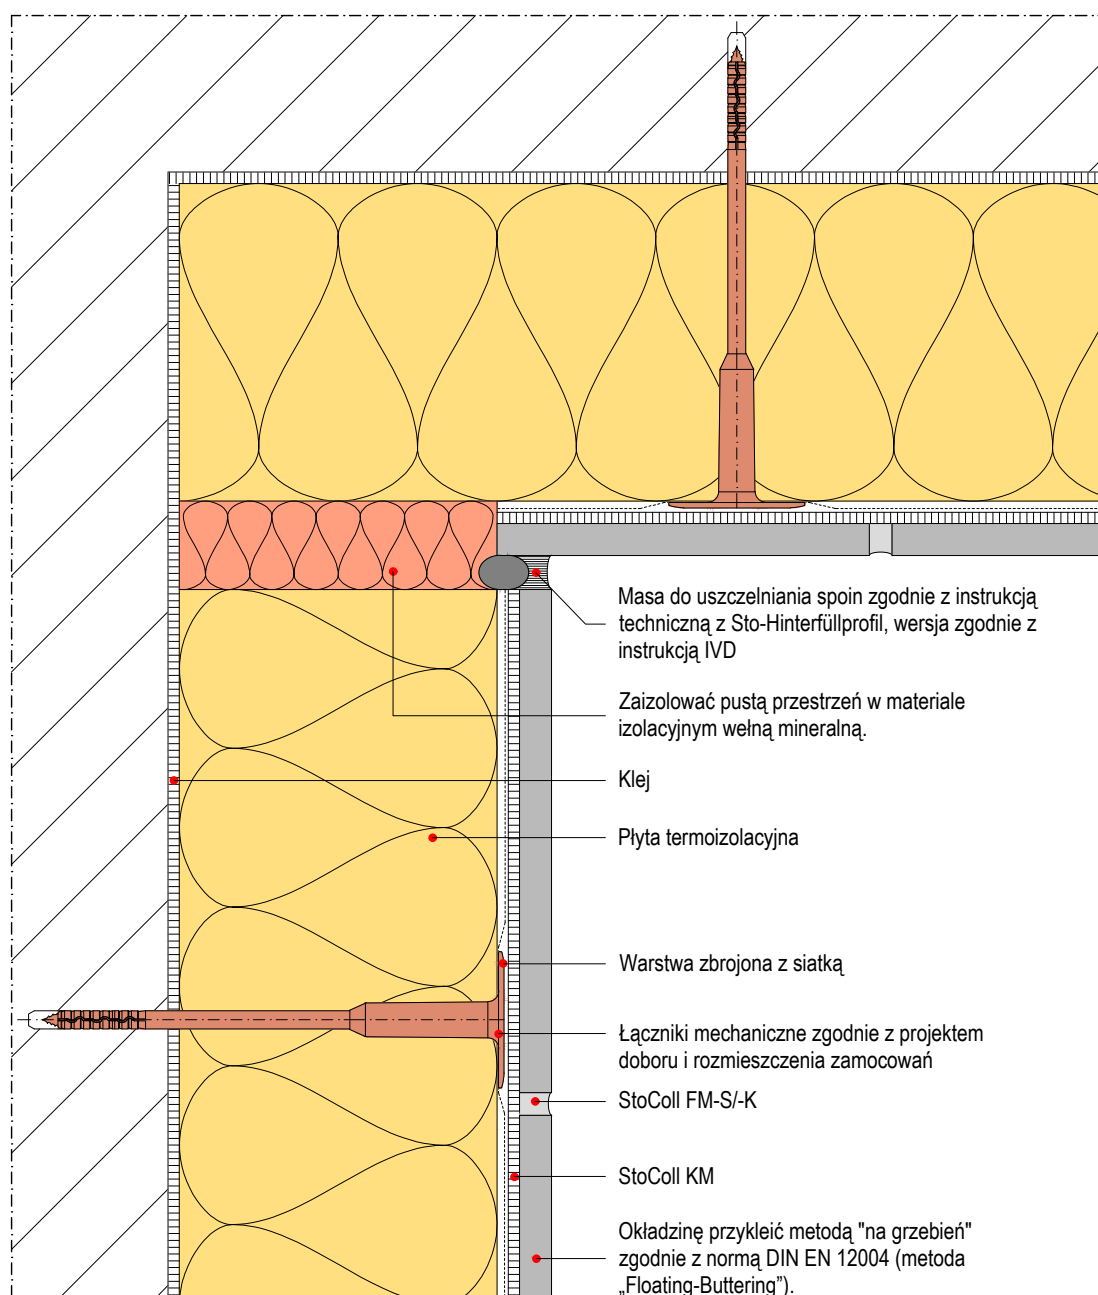 Masa do uszczelniania spoin zgodnie z instrukcją
techniczną z Sto-Hinterfüllprofil, wersja zgodnie z
instrukcją IVD
Zaizolować pustą przestrzeń w materiale
izolacyjnym wełną mineralną.
Klej
Płyta termoizolacyjna
Warstwa zbrojona z siatką
Łączniki mechaniczne zgodnie z projektem
doboru i rozmieszczenia zamocowań
StoColl FM-S/-K
StoColl KM
Okładzinę przykleić metodą "na grzebień"
zgodnie z normą DIN EN 12004 (metoda
„Floating-Buttering”).